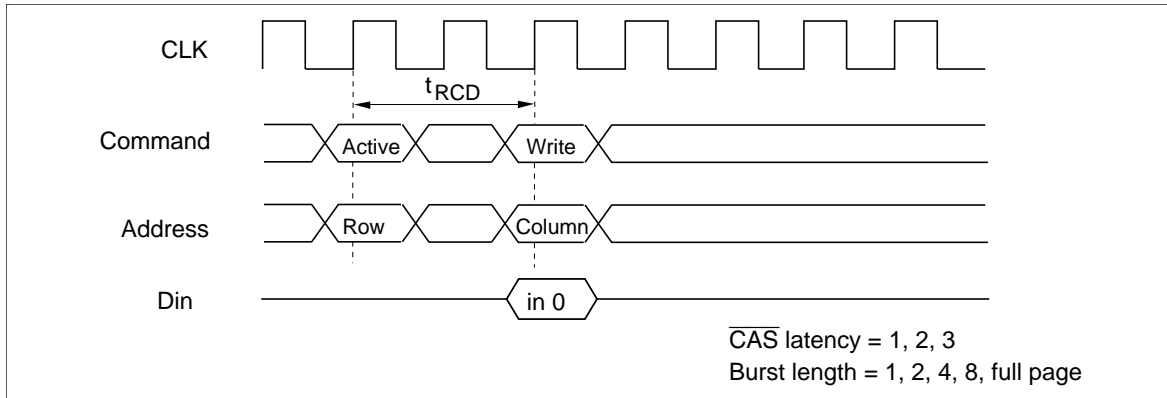 CLK
tRCD
Command Active Write
Address Row Column
Din in 0
CAS latency = 1, 2, 3
Burst length = 1, 2, 4, 8, full page